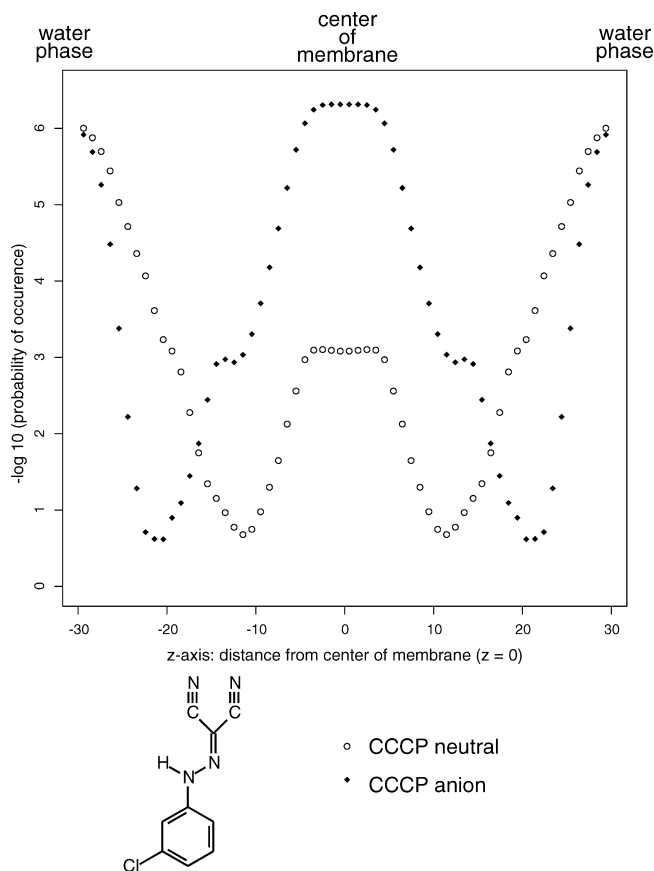 water
phase
center
of
membrane
water
phase
-log 10 (probability of occurence)
6
5
4
3
2
1
0
-30
-20
-10
0
10
20
30
z-axis: distance from center of membrane (z = 0)
N
N
C
C
H
N
N
Cl
CCCP neutral
CCCP anion